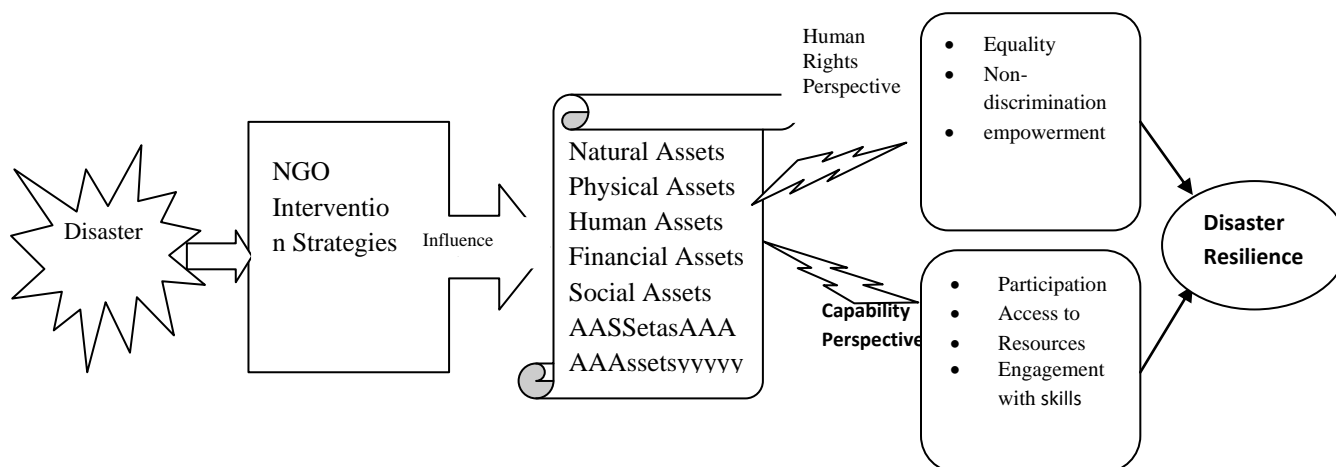 Disaster
NGO
Interventio
n Strategies
Influence
Natural Assets
Physical Assets
Human Assets
Financial Assets
Social Assets
AASSetasAAA
AAAssetsvvvvv
Human
Rights
Perspective
• Equality
• Non-
discrimination
• empowerment
Capability
Perspective
• Participation
• Access to
• Resources
• Engagement
with skills
Disaster
Resilience